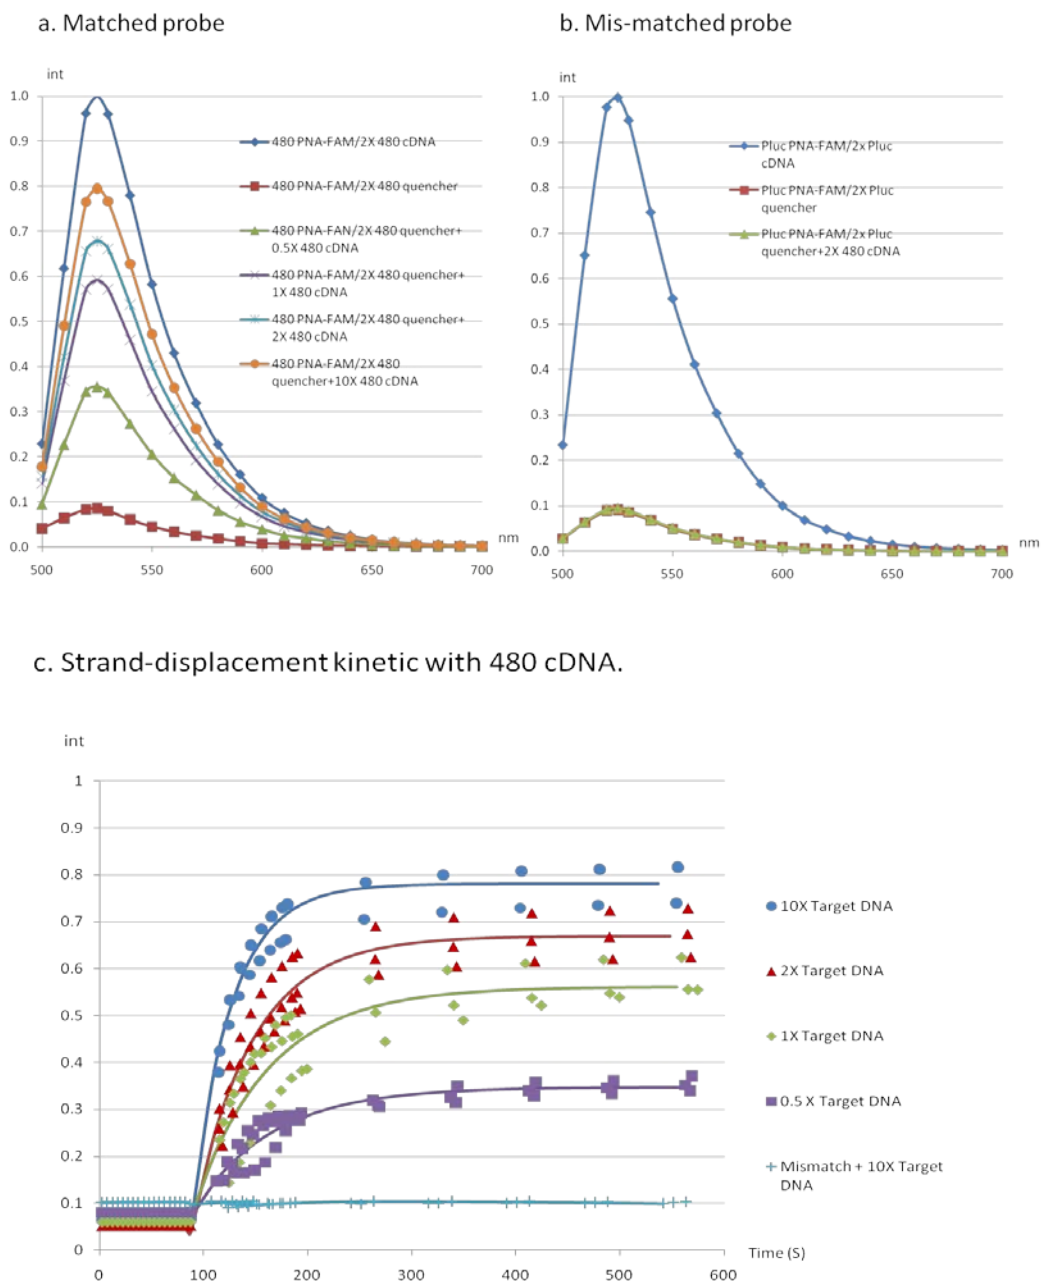 a. Matched probe
int
1.0
0.9
0.8
0.7
0.6
0.5
0.4
0.3
0.2
0.1
0.0
500
550
600
650
700
nm
480 PNA-FAM/2X 480 cDNA
480 PNA-FAM/2X 480 quencher
480 PNA-FAN/2X 480 quencher+
0.5X 480 cDNA
480 PNA-FAM/2X 480 quencher+
1X 480 cDNA
480 PNA-FAM/2X 480 quencher+
2X 480 cDNA
480 PNA-FAM/2X 480
quencher+10X 480 cDNA
b. Mis-matched probe
int
1.0
0.9
0.8
0.7
0.6
0.5
0.4
0.3
0.2
0.1
0.0
500
550
600
650
700
nm
Pluc PNA-FAM/2x Pluc
cDNA
Pluc PNA-FAM/2x Pluc
quencher
Pluc PNA-FAM/2x Pluc
quencher+2X 480 cDNA
c. Strand-displacement kinetic with 480 cDNA.
int
1
0.9
0.8
0.7
0.6
0.5
0.4
0.3
0.2
0.1
0
0
100
200
300
400
500
600
Time (S)
10X Target DNA
2X Target DNA
1X Target DNA
0.5 X Target DNA
Mismatch + 10X Target
DNA